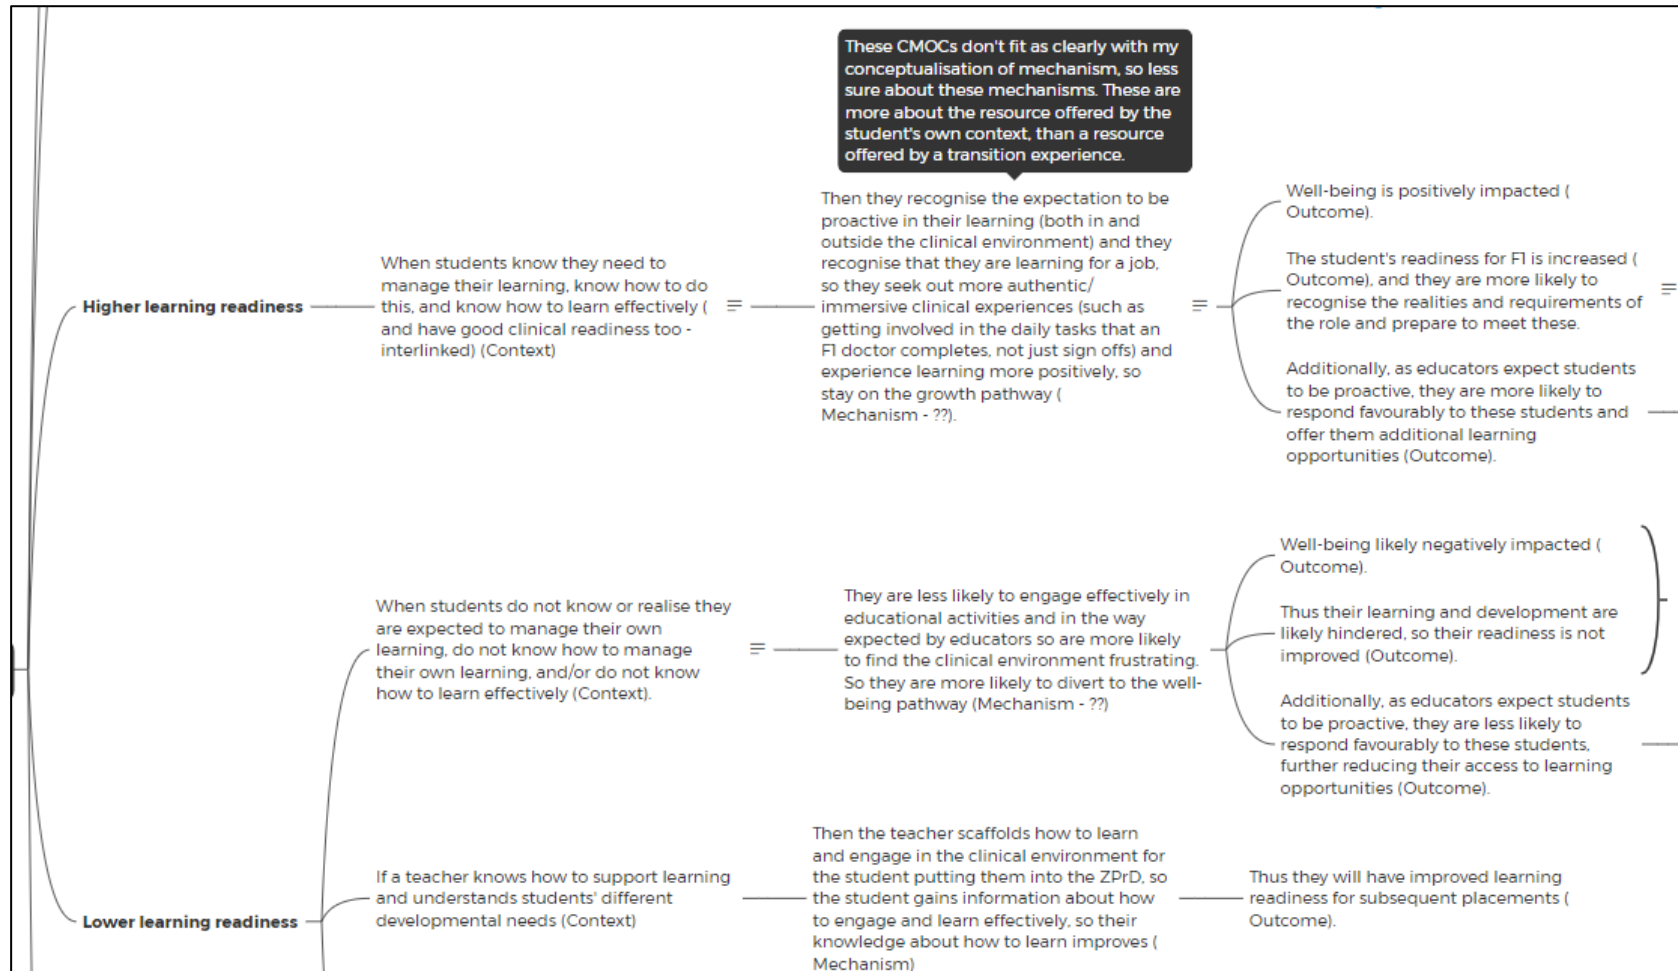 These CMOCs don't fit as clearly with my
conceptualisation of mechanism, so less
sure about these mechanisms. These are
more about the resource offered by the
student's own context, than a resource
offered by a transition experience.
Higher learning readiness
When students know they need to
manage their learning, know how to do
this, and know how to learn effectively (
and have good clinical readiness too -
interlinked) (Context)
Then they recognise the expectation to be
proactive in their learning (both in and
outside the clinical environment) and they
recognise that they are learning for a job,
so they seek out more authentic/
immersive clinical experiences (such as
getting involved in the daily tasks that an
F1 doctor completes, not just sign offs) and
experience learning more positively, so
stay on the growth pathway (
Mechanism - ??).
Well-being is positively impacted (
Outcome).
The student's readiness for F1 is increased (
Outcome), and they are more likely to
recognise the realities and requirements of
the role and prepare to meet these.
Additionally, as educators expect students
to be proactive, they are more likely to
respond favourably to these students and
offer them additional learning
opportunities (Outcome).
Lower learning readiness
When students do not know or realise they
are expected to manage their own
learning, do not know how to manage
their own learning, and/or do not know
how to learn effectively (Context).
They are less likely to engage effectively in
educational activities and in the way
expected by educators so are more likely
to find the clinical environment frustrating.
So they are more likely to divert to the well-
being pathway (Mechanism - ??)
Well-being likely negatively impacted (
Outcome).
Thus their learning and development are
likely hindered, so their readiness is not
improved (Outcome).
Additionally, as educators expect students
to be proactive, they are less likely to
respond favourably to these students,
further reducing their access to learning
opportunities (Outcome).
If a teacher knows how to support learning
and understands students' different
developmental needs (Context)
Then the teacher scaffolds how to learn
and engage in the clinical environment for
the student putting them into the ZPrD, so
the student gains information about how
to engage and learn effectively, so their
knowledge about how to learn improves (
Mechanism)
Thus they will have improved learning
readiness for subsequent placements (
Outcome).